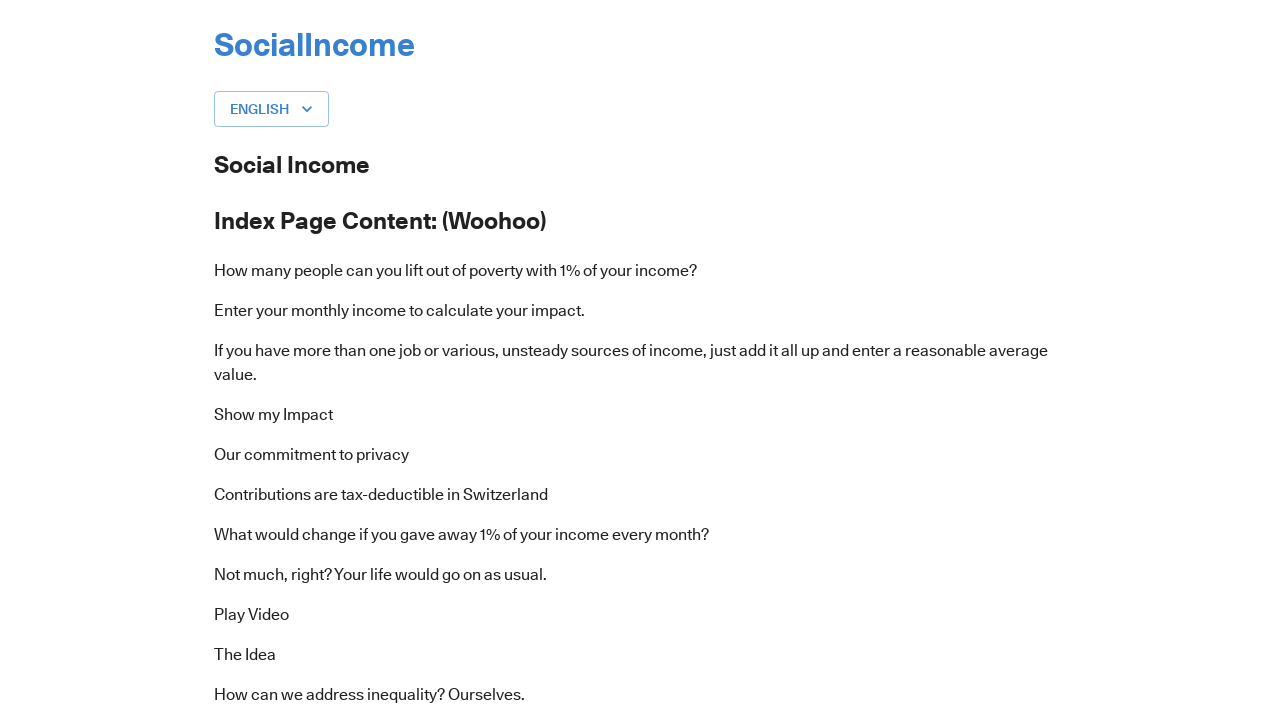 SocialIncome
ENGLISH
Social Income
Index Page Content: (Woohoo)
How many people can you lift out of poverty with 1% of your income?
Enter your monthly income to calculate your impact.
If you have more than one job or various, unsteady sources of income, just add it all up and enter a reasonable average
value.
Show my Impact
Our commitment to privacy
Contributions are tax-deductible in Switzerland
What would change if you gave away 1% of your income every month?
Not much, right? Your life would go on as usual.
Play Video
The Idea
How can we address inequality? Ourselves.